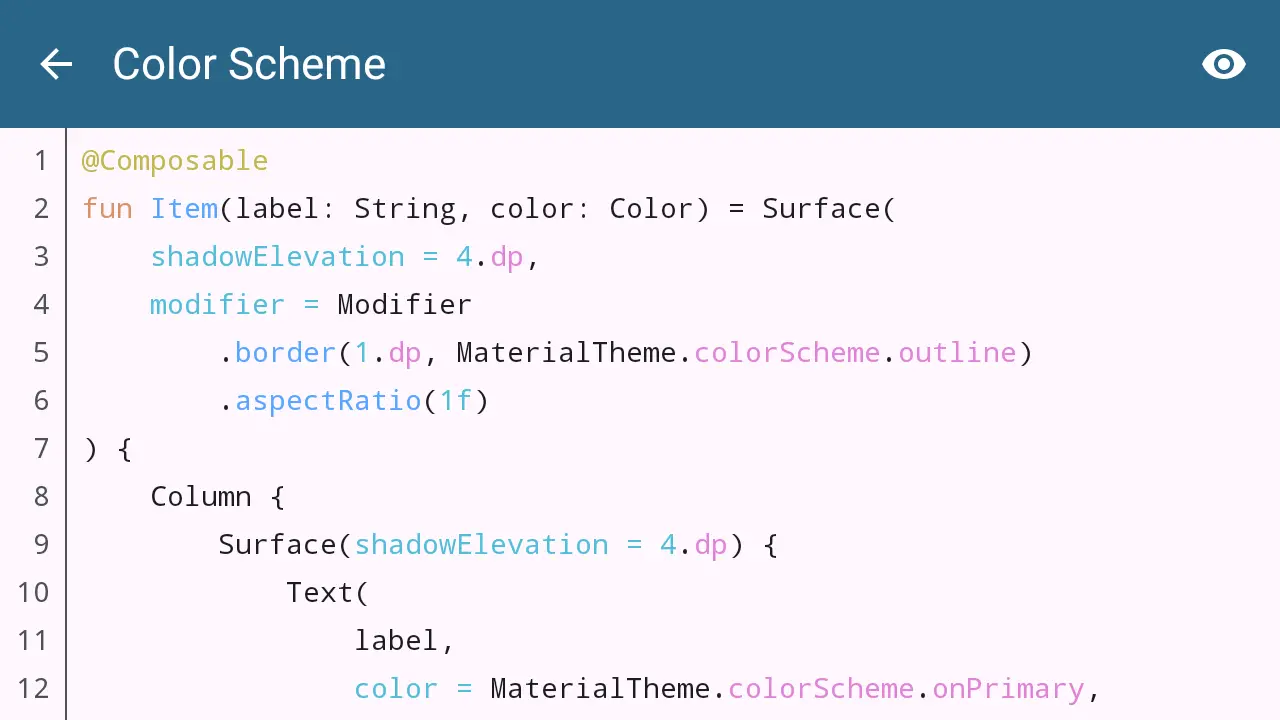 Color Scheme
1 @Composable
2 fun Item(label: String, color: Color) = Surface(
3     shadowElevation = 4.dp,
4     modifier = Modifier
5         .border(1.dp, MaterialTheme.colorScheme.outline)
6         .aspectRatio(1f)
7 ) {
8     Column {
9         Surface(shadowElevation = 4.dp) {
10             Text(
11                 label,
12                 color = MaterialTheme.colorScheme.onPrimary,